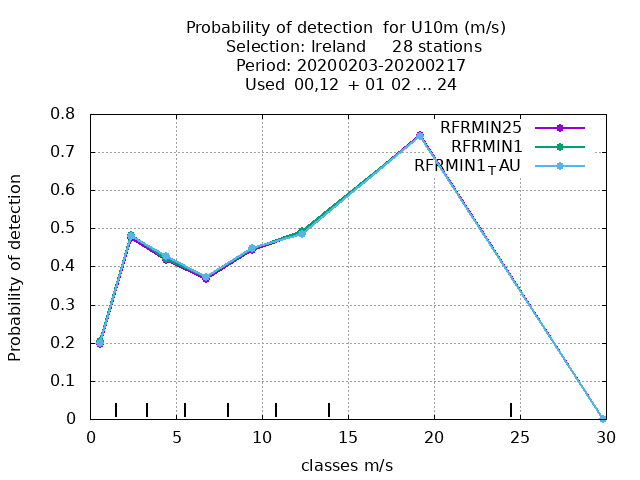 Probability of detection  for U10m (m/s)
Selection: Ireland     28 stations
Period: 20200203-20200217
Used  00,12  + 01 02 ... 24
RFRMIN25
RFRMIN1
RFRMIN1TAU
Probability of detection
0.8
0.7
0.6
0.5
0.4
0.3
0.2
0.1
0
0 5 10 15 20 25 30
classes m/s